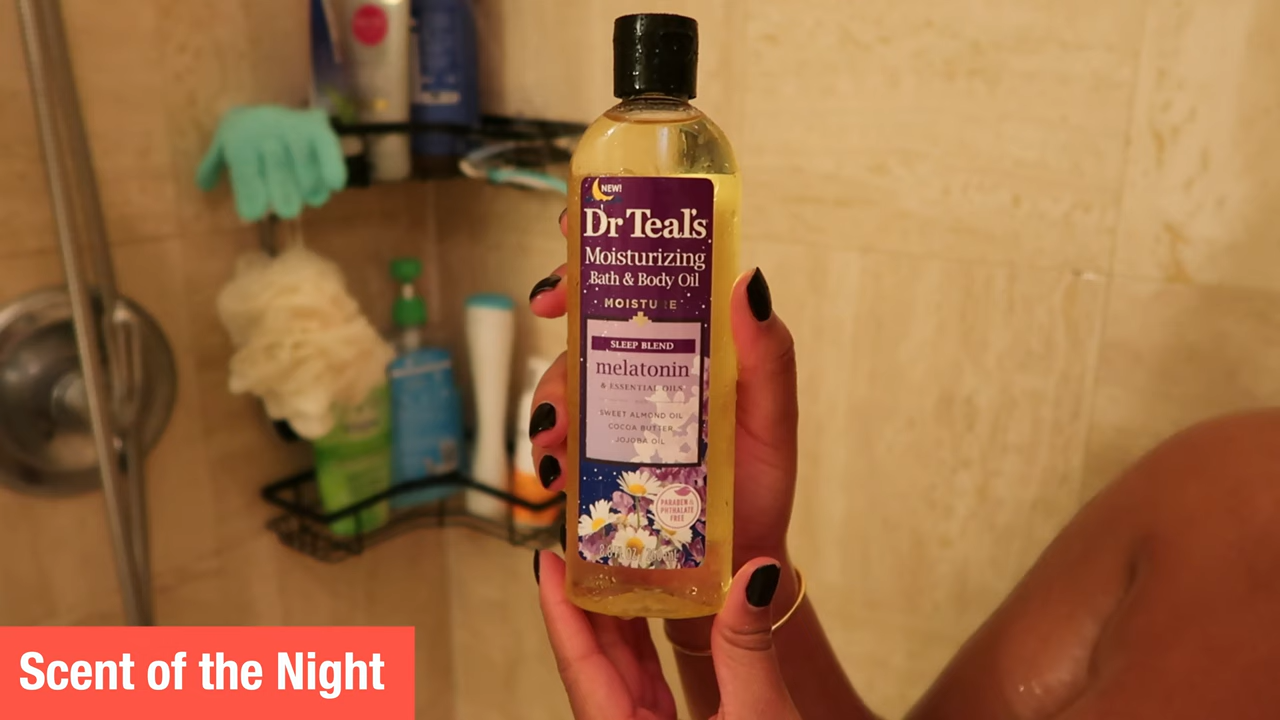 NEW!
Dr Teal's
Moisturizing
Bath & Body Oil
MOISTURE
SLEEP BLEND
melatonin
& ESSENTIAL OILS
SWEET ALMOND OIL
COCOA BUTTER
JOJOBA OIL
PARABEN &
PHTHALATE
FREE
Scent of the Night